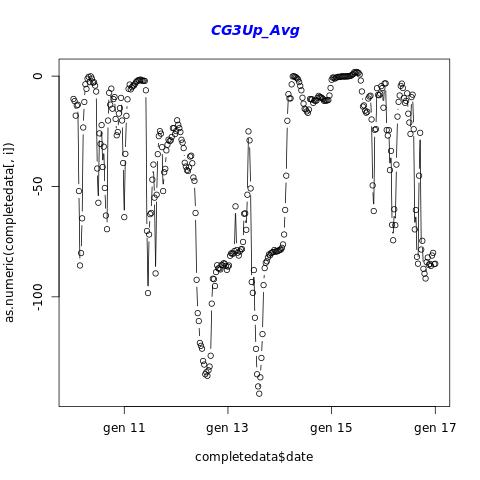 CG3Up_Avg
as.numeric(completedata[, i])
0
-50
-100
gen 11
gen 13
gen 15
gen 17
completedata$date